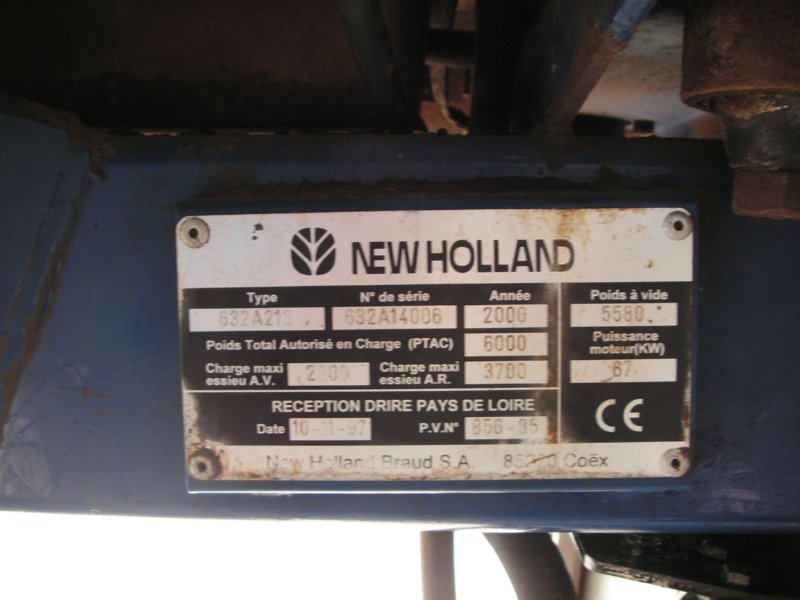 NEW HOLLAND
Type N° de série Année Poids à vide
632A14006 2000 5580
Poids Total Autorisé en Charge (PTAC) 6000 Puissance moteur(KW)
Charge maxi essieu A.V. Charge maxi essieu A.R. 3780 67
RECEPTION DRIRE PAYS DE LOIRE
Date 10-11-97 P.V.N° CE
New Holland Braud S.A. Coëx